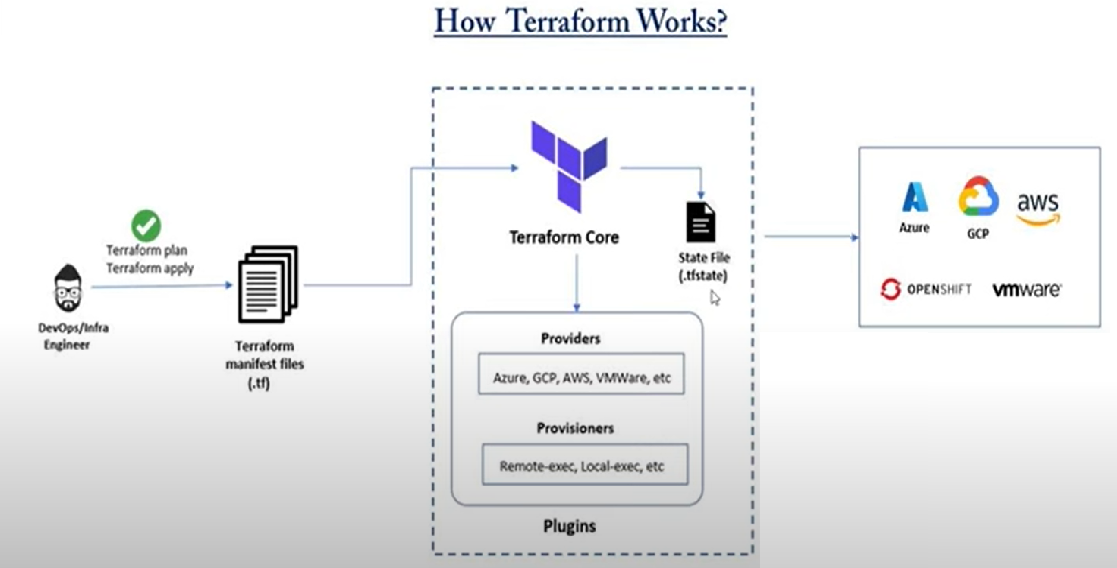 How Terraform Works?
Terraform plan
Terraform apply
DevOps/Infra
Engineer
Terraform
manifest files
(.tf)
Terraform Core
State File
(.tfstate)
Providers
Azure, GCP, AWS, VMWare, etc
Provisioners
Remote-exec, Local-exec, etc
Plugins
Azure
GCP
aws
OPENSHIFT
vmware